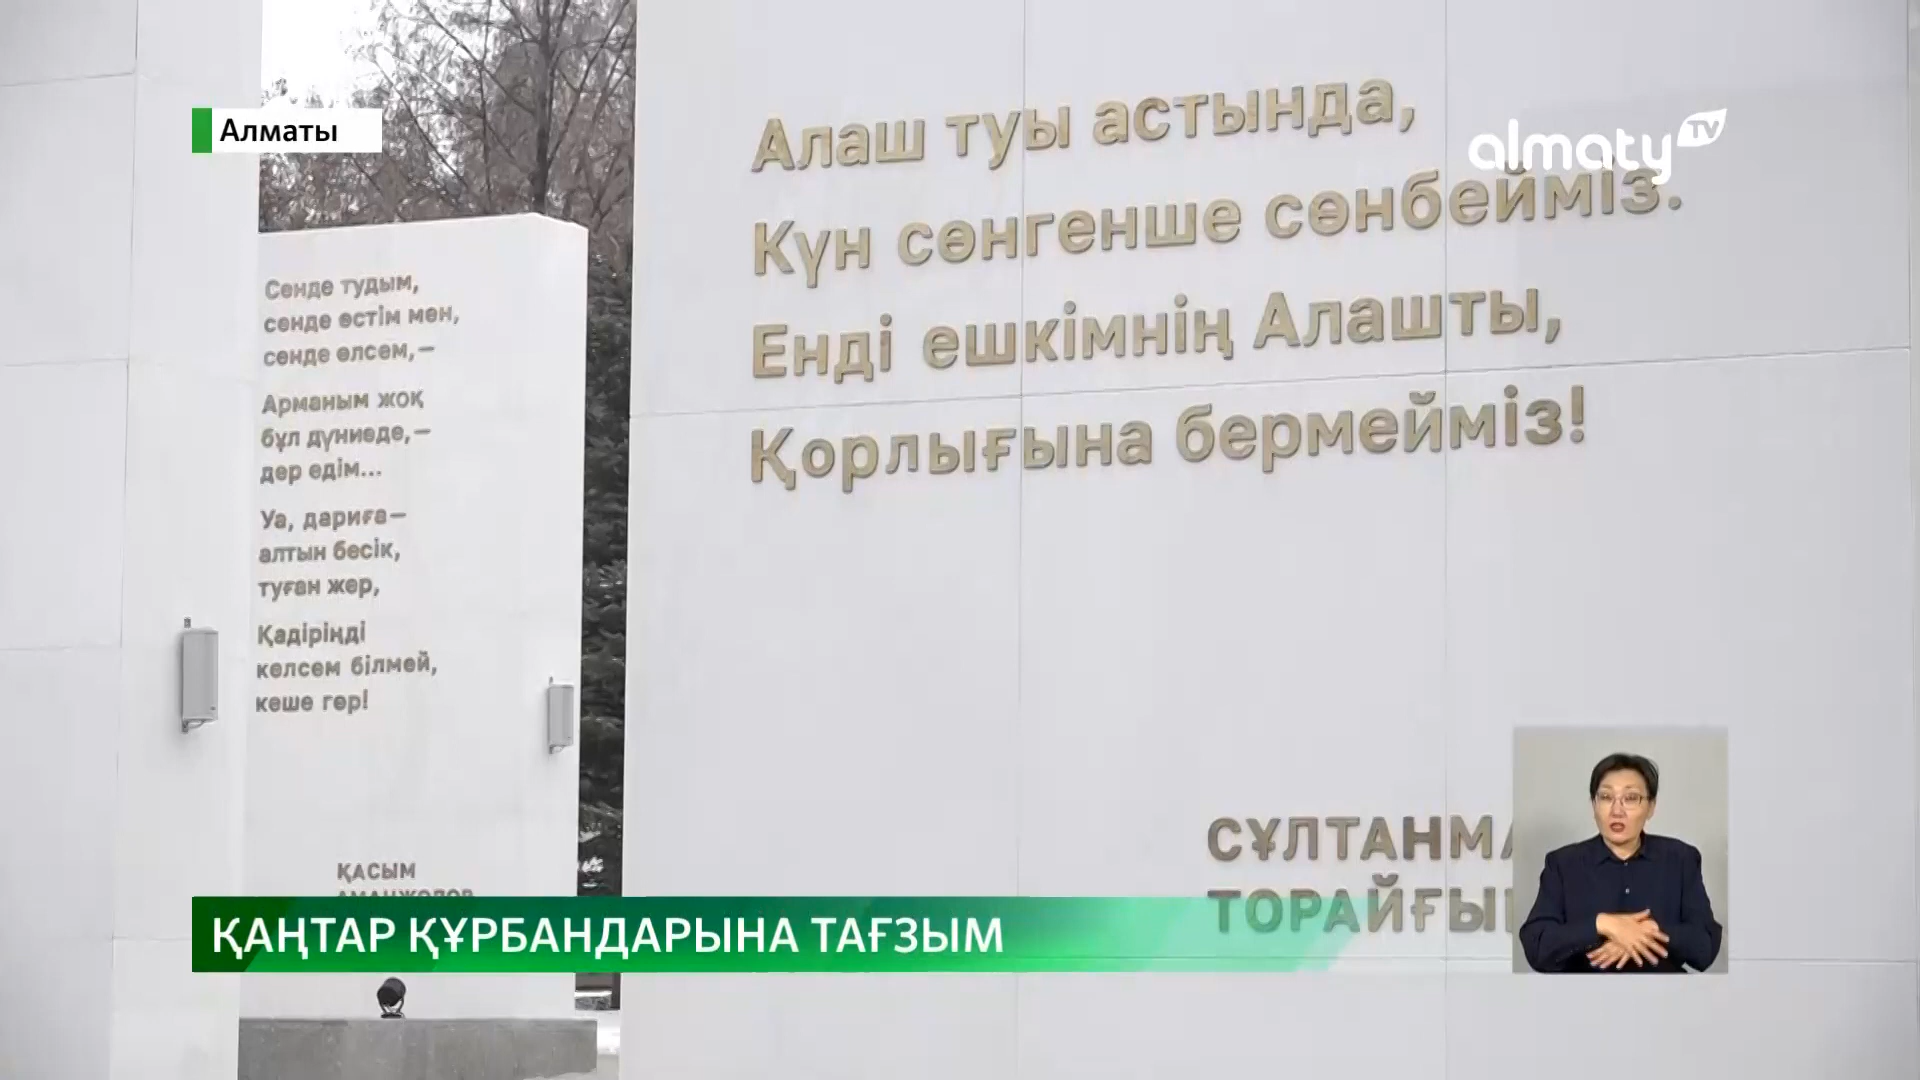 Алматы
almaty TV
Алаш туы астында,
Күн сөнгенше сөнбейміз.
Енді ешкімнің Алашты,
Қорлығына бермейміз!
Сенде тудым,
сенде өстім мен,
сенде өлсем,—
Арманым жоқ
бұл дүниеде,—
дер едім...
Уа, дариға—
алтын бесік,
туған жер,
Қадіріңді
келсем білмей,
кеше гөр!
ҚАСЫМ
СҰЛТАНМА
ҚАҢТАР ҚҰРБАНДАРЫНА ТАҒЗЫМ